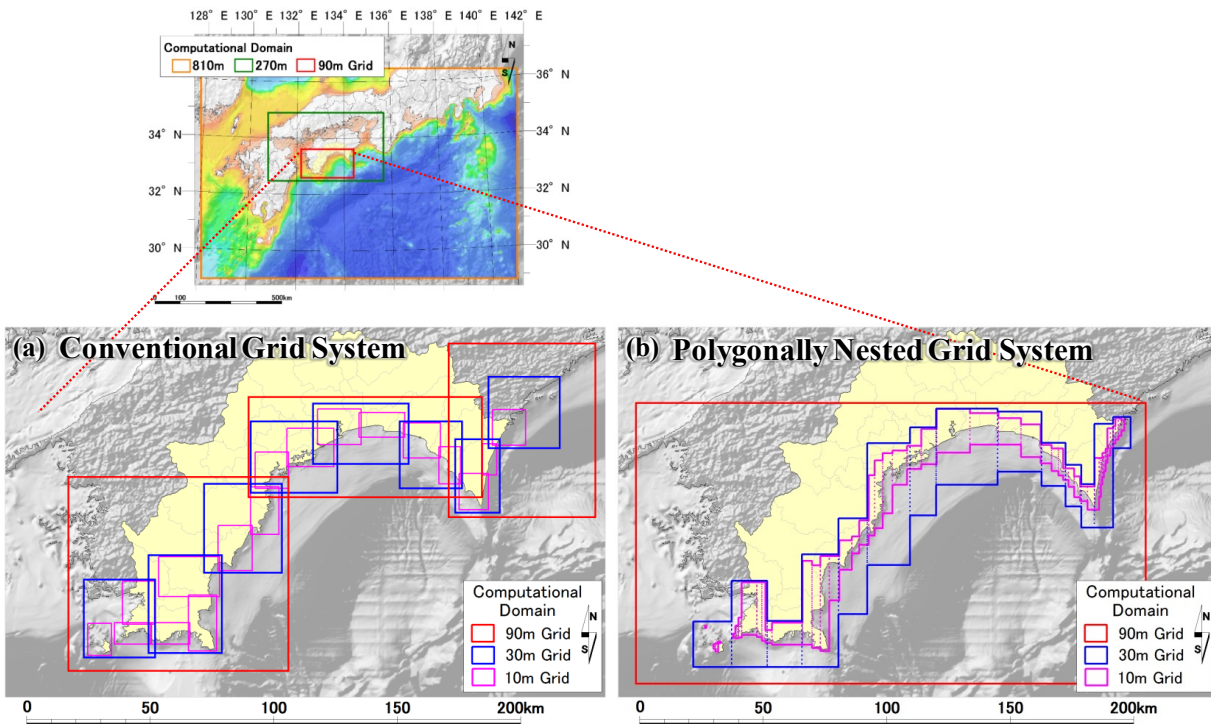 128° E 130° E 134° E 136° E 140° E 142° E
Computational Domain
810m 270m 90m Grid
N
S
36° N
34° N
34° N
32° N
32° N
30° N
30° N
0 100 500km
(a) Conventional Grid System
(b) Polygonally Nested Grid System
Computational
Domain
90m Grid
30m Grid
10m Grid
N
S
Computational
Domain
90m Grid
30m Grid
10m Grid
N
S
0 50 100 150 200km
0 50 100 150 200km